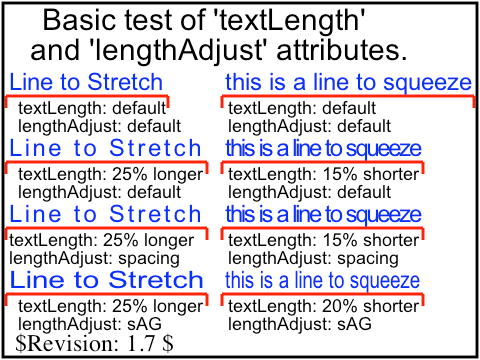 Basic test of 'textLength'
and 'lengthAdjust' attributes.
Line to Stretch
textLength: default
lengthAdjust: default
this is a line to squeeze
textLength: default
lengthAdjust: default
Line to Stretch
textLength: 25% longer
lengthAdjust: default
this is a line to squeeze
textLength: 15% shorter
lengthAdjust: default
Line to Stretch
textLength: 25% longer
lengthAdjust: spacing
this is a line to squeeze
textLength: 15% shorter
lengthAdjust: spacing
Line to Stretch
textLength: 25% longer
lengthAdjust: sAG
this is a line to squeeze
textLength: 20% shorter
lengthAdjust: sAG
$Revision: 1.7 $